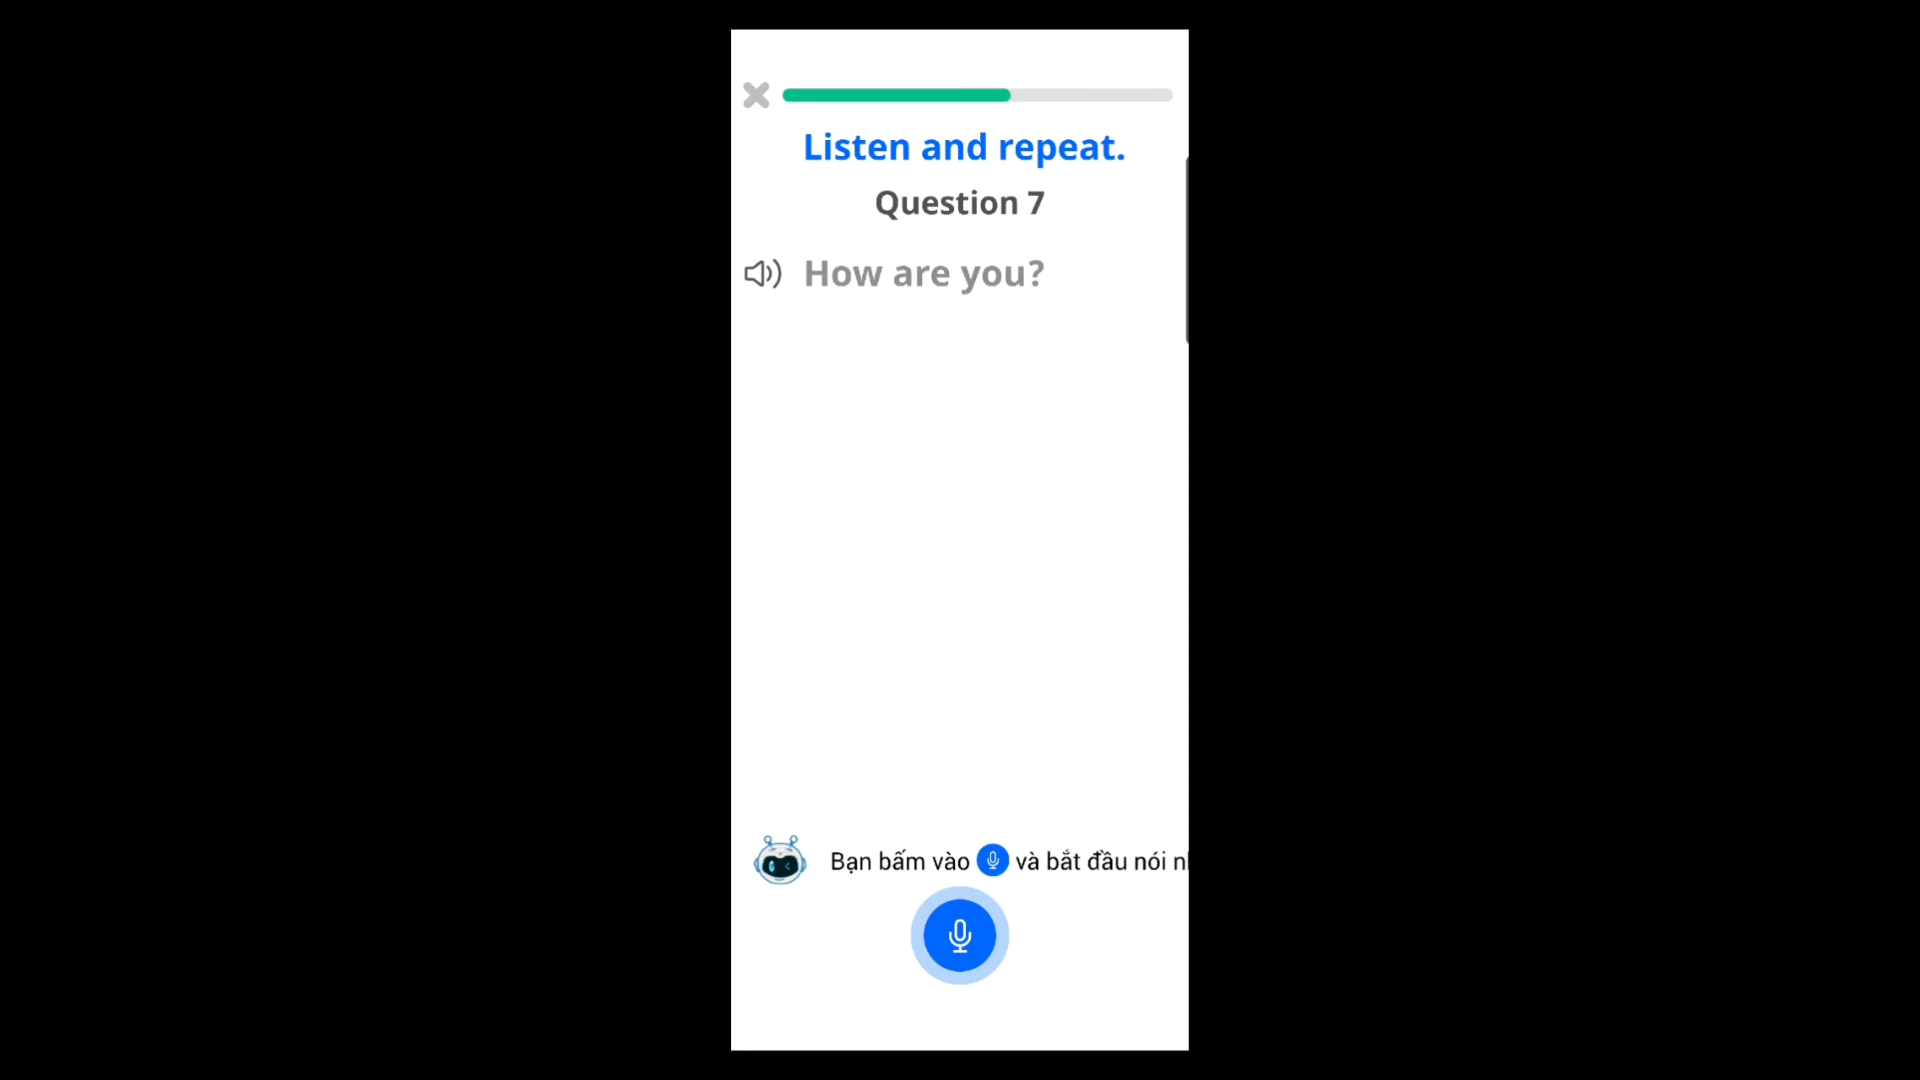 Listen and repeat.
Question 7
How are you?
Bạn bấm vào và bắt đầu nói